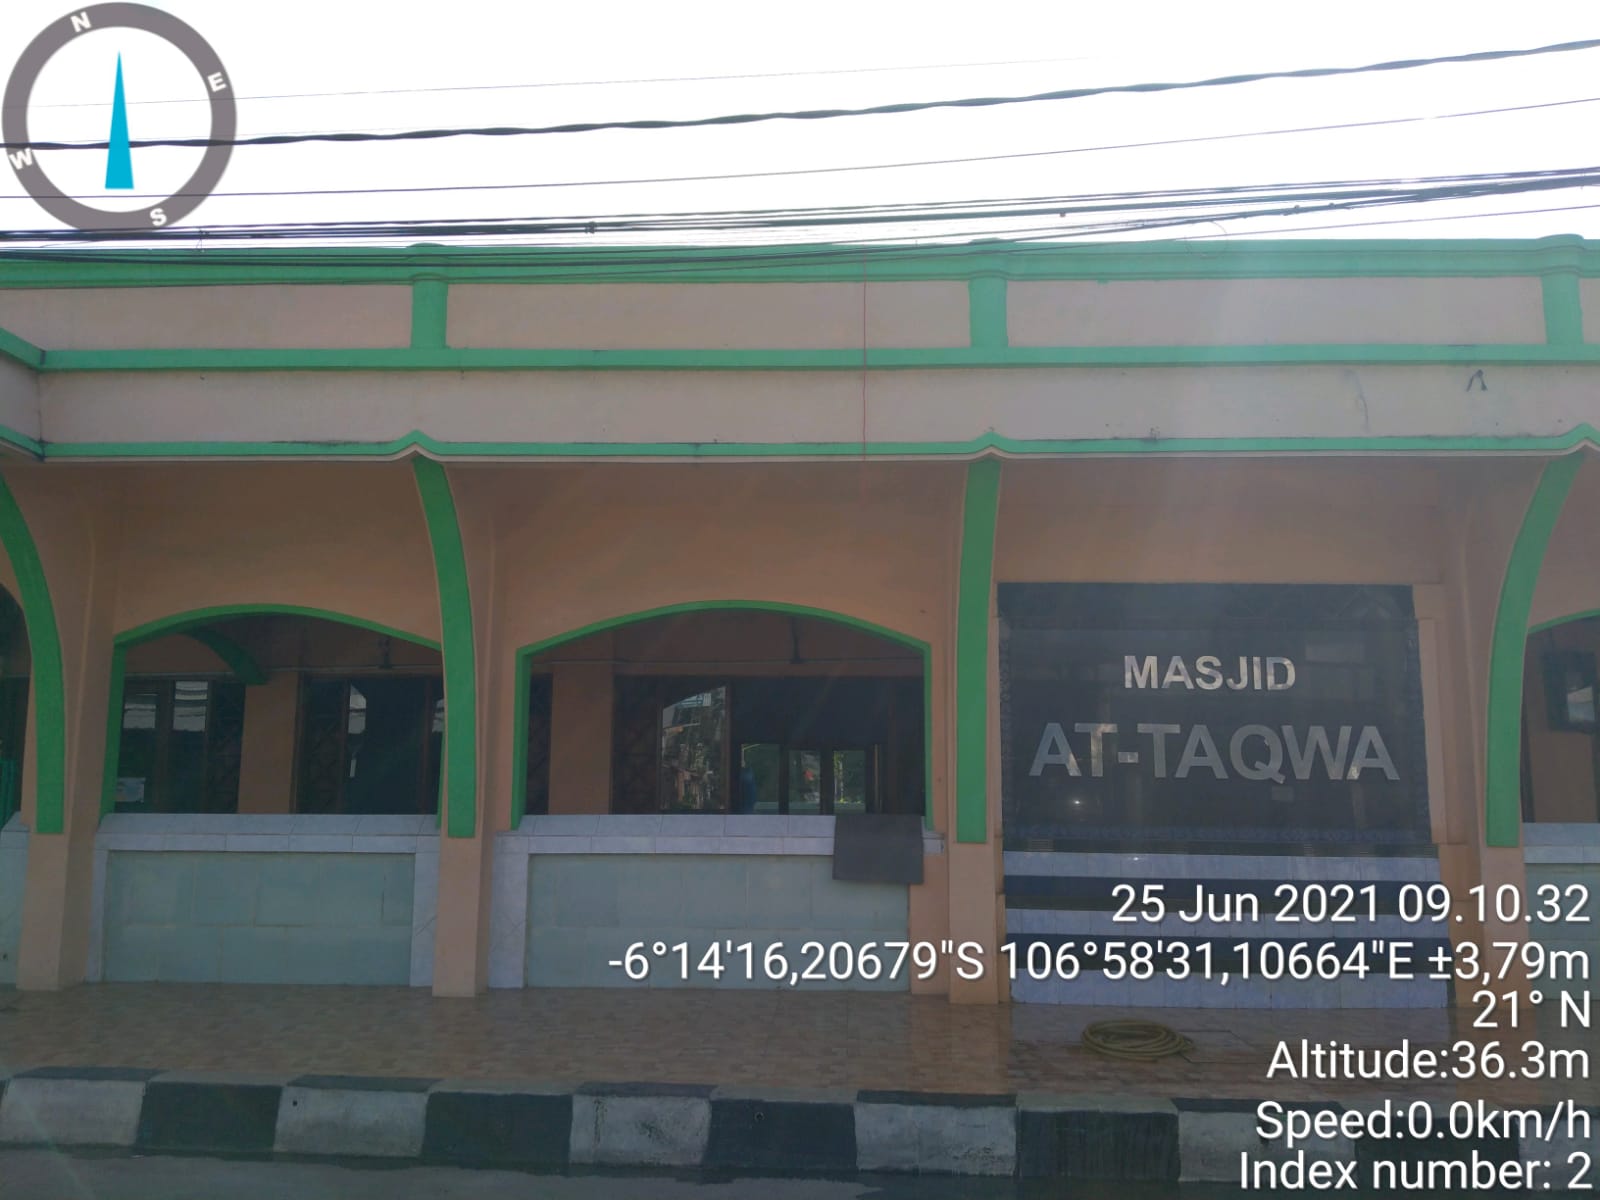 N
E
W
S
MASJID
AT-TAQWA
25 Jun 2021 09.10.32
-6°14'16,20679"S 106°58'31,10664"E ±3,79m
21° N
Altitude:36.3m
Speed:0.0km/h
Index number: 2